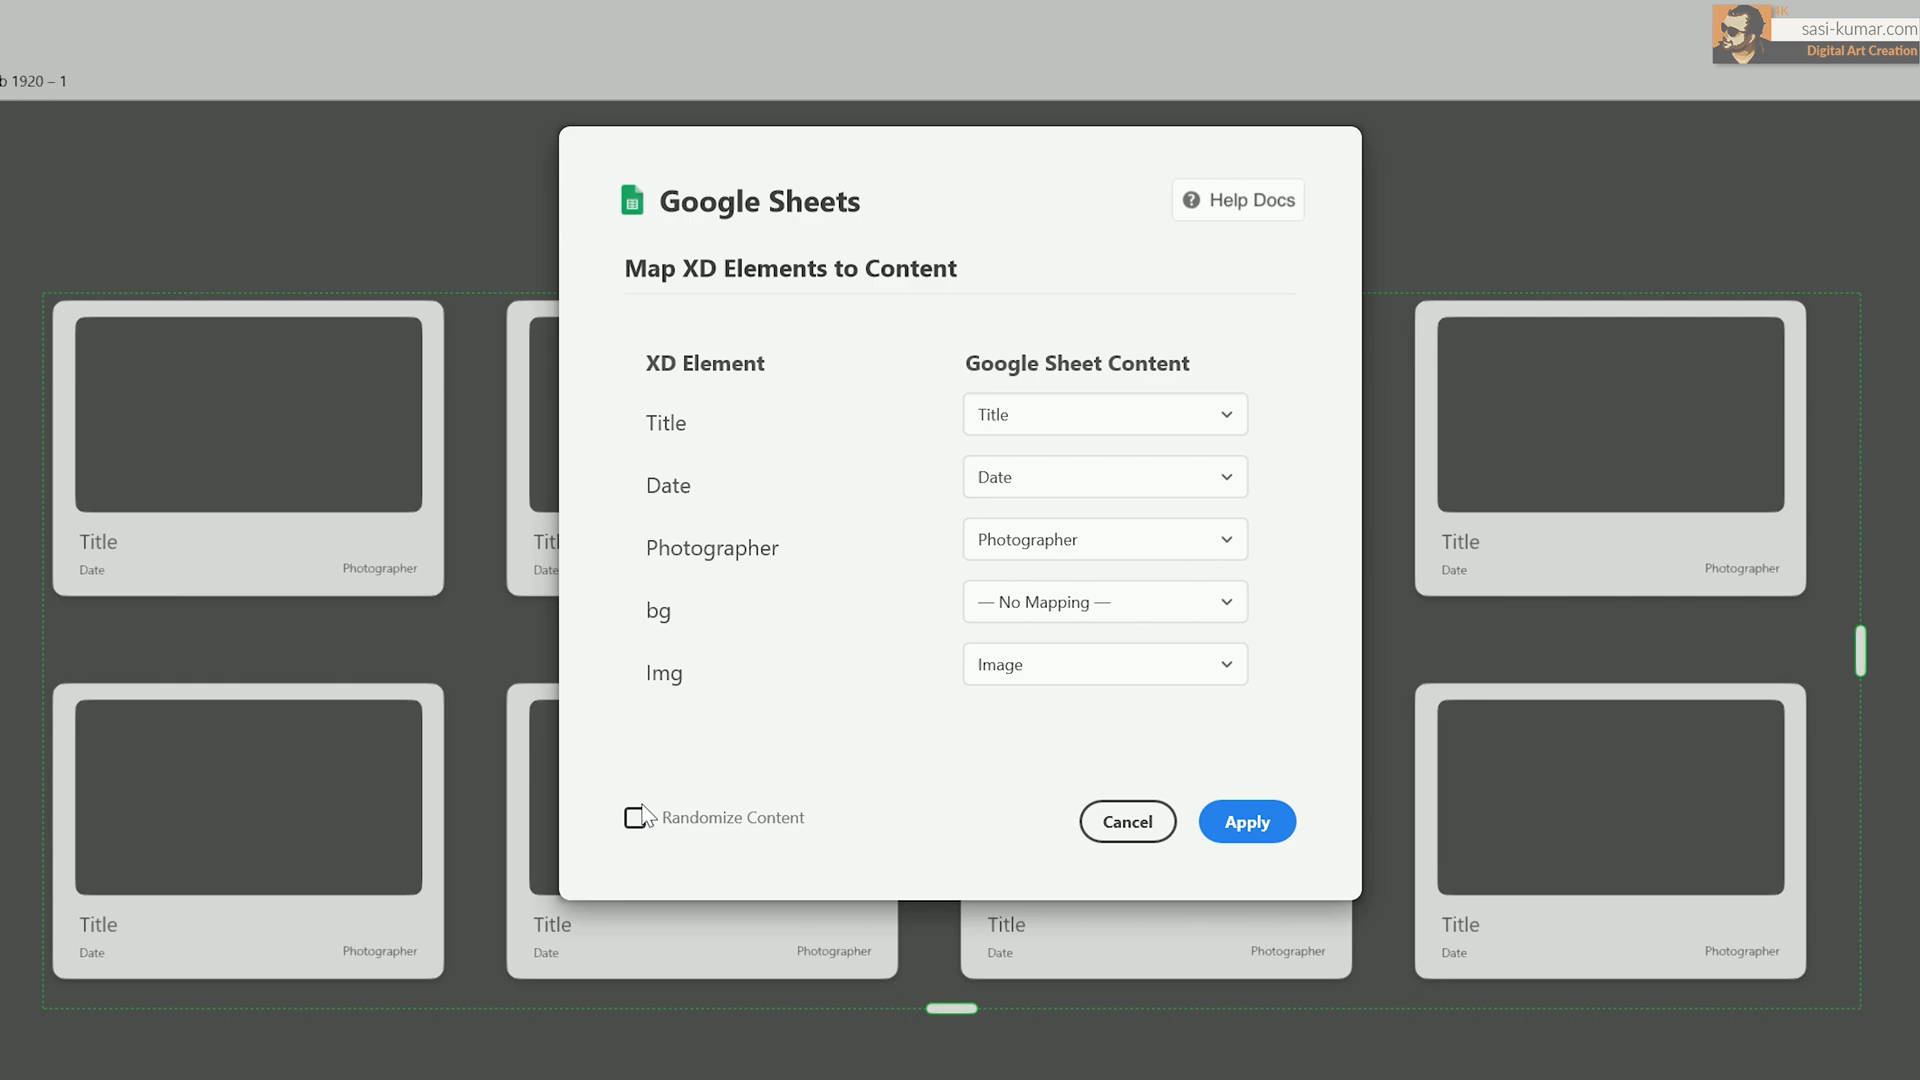 4K
sasi-kumar.com
Digital Art Creation
b 1920 – 1
Google Sheets
? Help Docs
Map XD Elements to Content
XD Element
Google Sheet Content
Title
Title
Date
Date
Photographer
Photographer
bg
— No Mapping —
Img
Image
Randomize Content
Cancel
Apply
Title
Date
Photographer
Titl
Date
Title
Date
Photographer
Title
Date
Photographer
Title
Date
Photographer
Title
Date
Photographer
Title
Date
Photographer